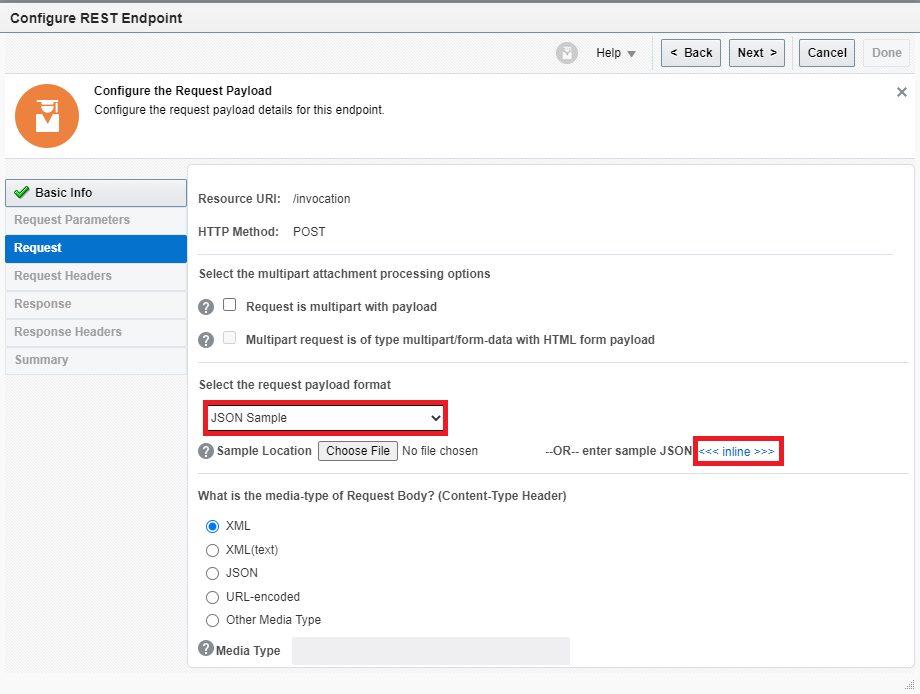 Configure REST Endpoint
Help
< Back
Next >
Cancel
Done
Configure the Request Payload
Configure the request payload details for this endpoint.
Basic Info
Request Parameters
Request
Request Headers
Response
Response Headers
Summary
Resource URI: /invocation
HTTP Method: POST
Select the multipart attachment processing options
? Request is multipart with payload
? Multipart request is of type multipart/form-data with HTML form payload
Select the request payload format
JSON Sample
? Sample Location Choose File No file chosen --OR-- enter sample JSON <<< inline >>>
What is the media-type of Request Body? (Content-Type Header)
XML
XML(text)
JSON
URL-encoded
Other Media Type
? Media Type